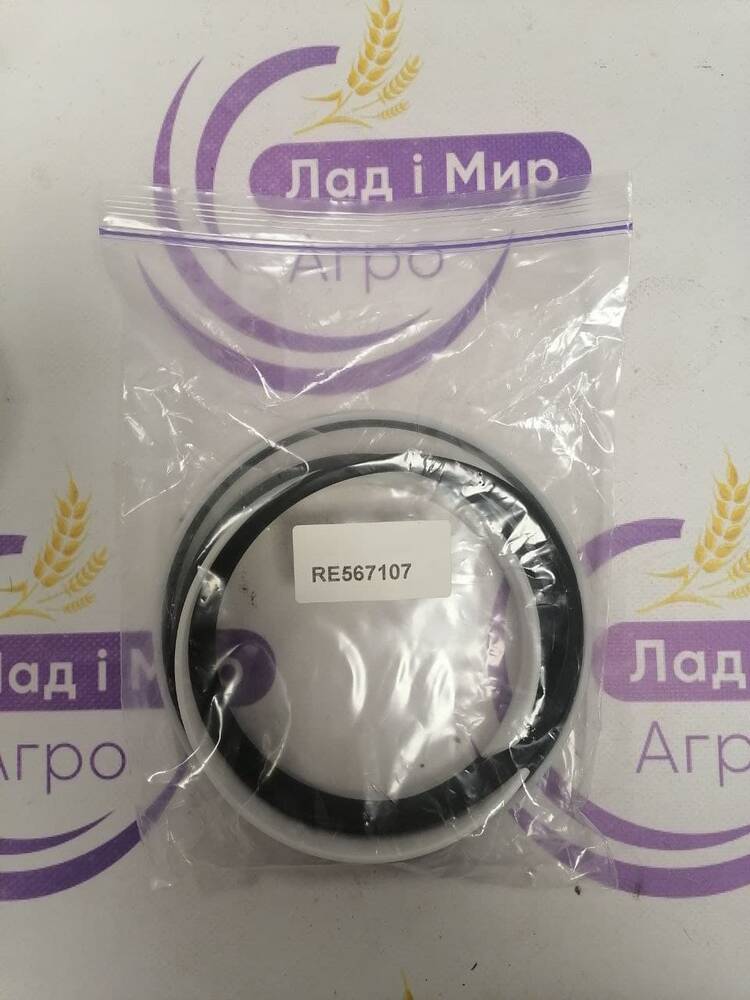 Лад і Мир
Агро
RE567107
Лад і М р
Агро
Лад і
Агр